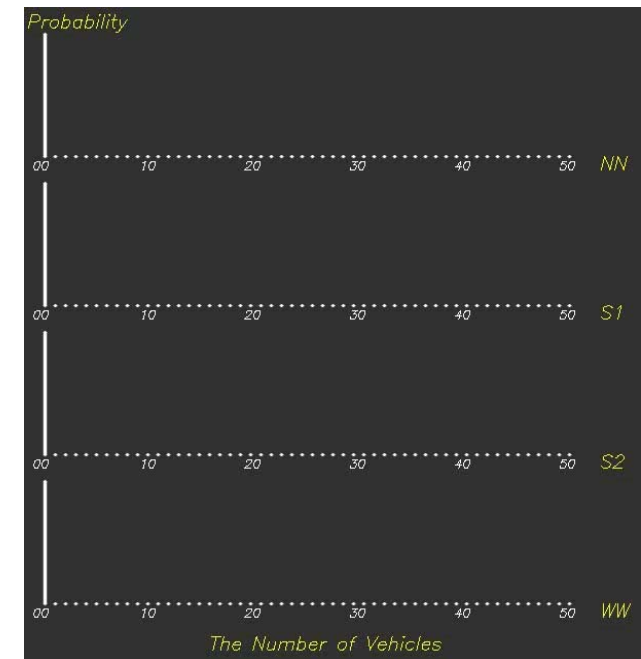 Probability
00 10 20 30 40 50 NN
00 10 20 30 40 50 S1
00 10 20 30 40 50 S2
00 10 20 30 40 50 WW
The Number of Vehicles